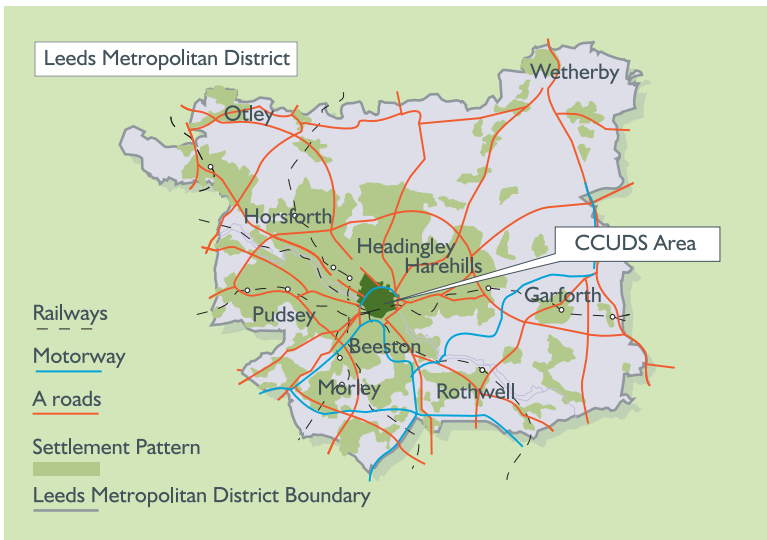 Leeds Metropolitan District
Wetherby
Otley
Horsforth
CCUDS Area
Headingley
Harehills
Garforth
Pudsey
Beeston
Morley
Rothwell
Railways
Motorway
A roads
Settlement Pattern
Leeds Metropolitan District Boundary